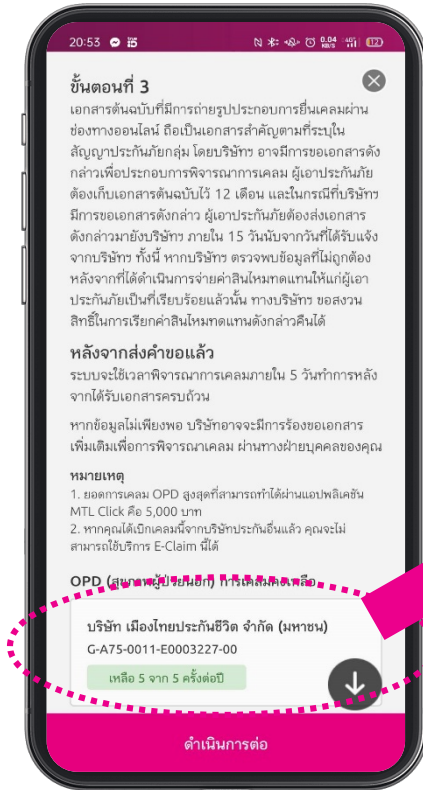 20:53
0.04
KB/S
12
ขั้นตอนที่ 3
เอกสารต้นฉบับที่มีการถ่ายรูปประกอบการยื่นเคลมผ่าน
ช่องทางออนไลน์ ถือเป็นเอกสารสำคัญตามที่ระบุใน
สัญญาประกันภัยกลุ่ม โดยบริษัทฯ อาจมีการขอเอกสารดัง
กล่าวเพื่อประกอบการพิจารณาการเคลม ผู้เอาประกันภัย
ต้องเก็บเอกสารต้นฉบับไว้ 12 เดือน และในกรณีที่บริษัทฯ
มีการขอเอกสารดังกล่าว ผู้เอาประกันภัยต้องส่งเอกสาร
ดังกล่าวมายังบริษัทฯ ภายใน 15 วันนับจากวันที่ได้รับแจ้ง
จากบริษัทฯ ทั้งนี้ หากบริษัทฯ ตรวจพบข้อมูลที่ไม่ถูกต้อง
หลังจากที่ได้ดำเนินการจ่ายค่าสินไหมทดแทนให้แก่ผู้เอา
ประกันภัยเป็นที่เรียบร้อยแล้วนั้น ทางบริษัทฯ ขอสงวน
สิทธิ์ในการเรียกค่าสินไหมทดแทนดังกล่าวคืนได้
หลังจากส่งคำขอแล้ว
ระบบจะใช้เวลาพิจารณาการเคลมภายใน 5 วันทำการหลัง
จากได้รับเอกสารครบถ้วน
หากข้อมูลไม่เพียงพอ บริษัทอาจจะมีการร้องขอเอกสาร
เพิ่มเติมเพื่อการพิจารณาเคลม ผ่านทางฝ่ายบุคคลของคุณ
หมายเหตุ
1. ยอดการเคลม OPD สูงสุดที่สามารถทำได้ผ่านแอปพลิเคชัน
MTL Click คือ 5,000 บาท
2. หากคุณได้เบิกเคลมนี้จากบริษัทประกันอื่นแล้ว คุณจะไม่
สามารถใช้บริการ E-Claim นี้ได้
OPD (สุขภาพผู้ป่วยนอก) การเคลมคงเหลือ
บริษัท เมืองไทยประกันชีวิต จำกัด (มหาชน)
G-A75-0011-E0003227-00
เหลือ 5 จาก 5 ครั้งต่อปี
ดำเนินการต่อ